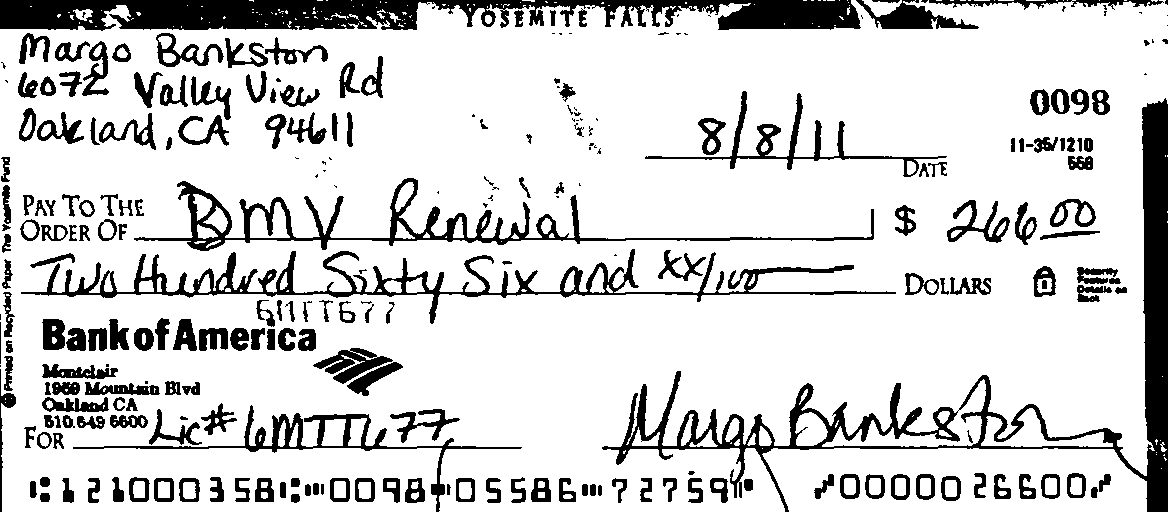 YOSEMITE FALLS
Margo Bankston
6072 Valley View Rd
Oakland, CA 94611
0098
11-35/1210
558
8/8/11
DATE
PAY TO THE
ORDER OF
DMV Renewal
$ 266 00
Two Hundred Sixty Six and XX/100
DOLLARS
Security
Features
Details on
Back
6MTT677
Bank of America
Montclair
1959 Mountain Blvd
Oakland CA
510.649 6600
FOR Lic# 6MTT677
Margo Bankston
Printed on Recycled Paper The Yosemite Fund
⑆121000358⑆ ⑈0098⑈05586⑈72759⑈ ⑇0000026600⑇